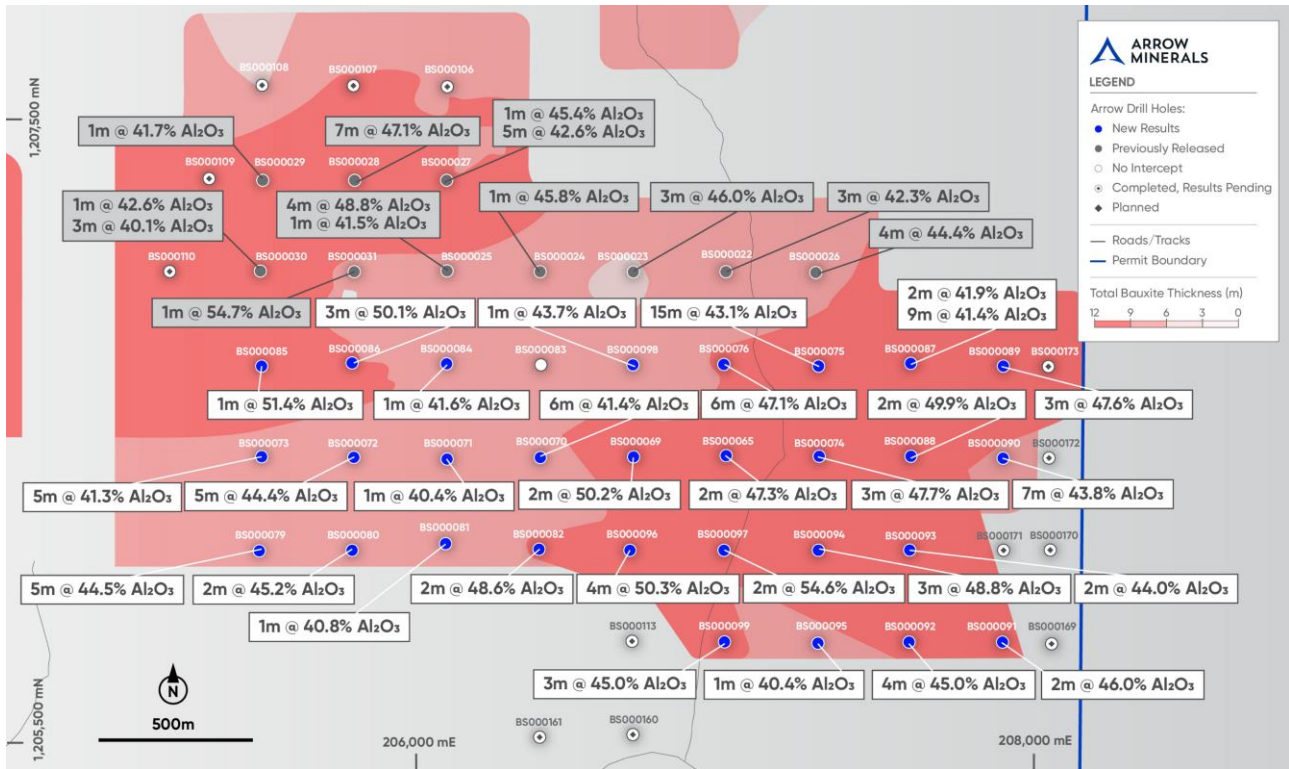 ARROW
MINERALS
LEGEND
Arrow Drill Holes:
New Results
Previously Released
No Intercept
Completed, Results Pending
Planned
Roads/Tracks
Permit Boundary
Total Bauxite Thickness (m)
12 9 6 3 0
1,207,500 mN
BS000108 BS000107 BS000106
1m @ 41.7% Al₂O₃
7m @ 47.1% Al₂O₃
1m @ 45.4% Al₂O₃
5m @ 42.6% Al₂O₃
BS000109 BS000029 BS000028 BS000027
1m @ 42.6% Al₂O₃
3m @ 40.1% Al₂O₃
4m @ 48.8% Al₂O₃
1m @ 41.5% Al₂O₃
1m @ 45.8% Al₂O₃
3m @ 46.0% Al₂O₃
3m @ 42.3% Al₂O₃
4m @ 44.4% Al₂O₃
BS000110 BS000030 BS000031 BS000025 BS000024 BS000023 BS000022 BS000026
1m @ 54.7% Al₂O₃
3m @ 50.1% Al₂O₃
1m @ 43.7% Al₂O₃
15m @ 43.1% Al₂O₃
2m @ 41.9% Al₂O₃
9m @ 41.4% Al₂O₃
BS000085 BS000086 BS000084 BS000083 BS000098 BS000076 BS000075 BS000087 BS000089 BS000173
1m @ 51.4% Al₂O₃
1m @ 41.6% Al₂O₃
6m @ 41.4% Al₂O₃
6m @ 47.1% Al₂O₃
2m @ 49.9% Al₂O₃
3m @ 47.6% Al₂O₃
BS000073 BS000072 BS000071 BS000070 BS000069 BS000065 BS000074 BS000088 BS000090 BS000172
5m @ 41.3% Al₂O₃
5m @ 44.4% Al₂O₃
1m @ 40.4% Al₂O₃
2m @ 50.2% Al₂O₃
2m @ 47.3% Al₂O₃
3m @ 47.7% Al₂O₃
7m @ 43.8% Al₂O₃
BS000079 BS000080 BS000081 BS000082 BS000096 BS000097 BS000094 BS000093 BS000171 BS000170
5m @ 44.5% Al₂O₃
2m @ 45.2% Al₂O₃
1m @ 40.8% Al₂O₃
2m @ 48.6% Al₂O₃
4m @ 50.3% Al₂O₃
2m @ 54.6% Al₂O₃
3m @ 48.8% Al₂O₃
2m @ 44.0% Al₂O₃
BS000113 BS000099 BS000095 BS000092 BS000091 BS000169
3m @ 45.0% Al₂O₃
1m @ 40.4% Al₂O₃
4m @ 45.0% Al₂O₃
2m @ 46.0% Al₂O₃
N
500m
BS000161 BS000160
1,205,500 mN
206,000 mE
208,000 mE